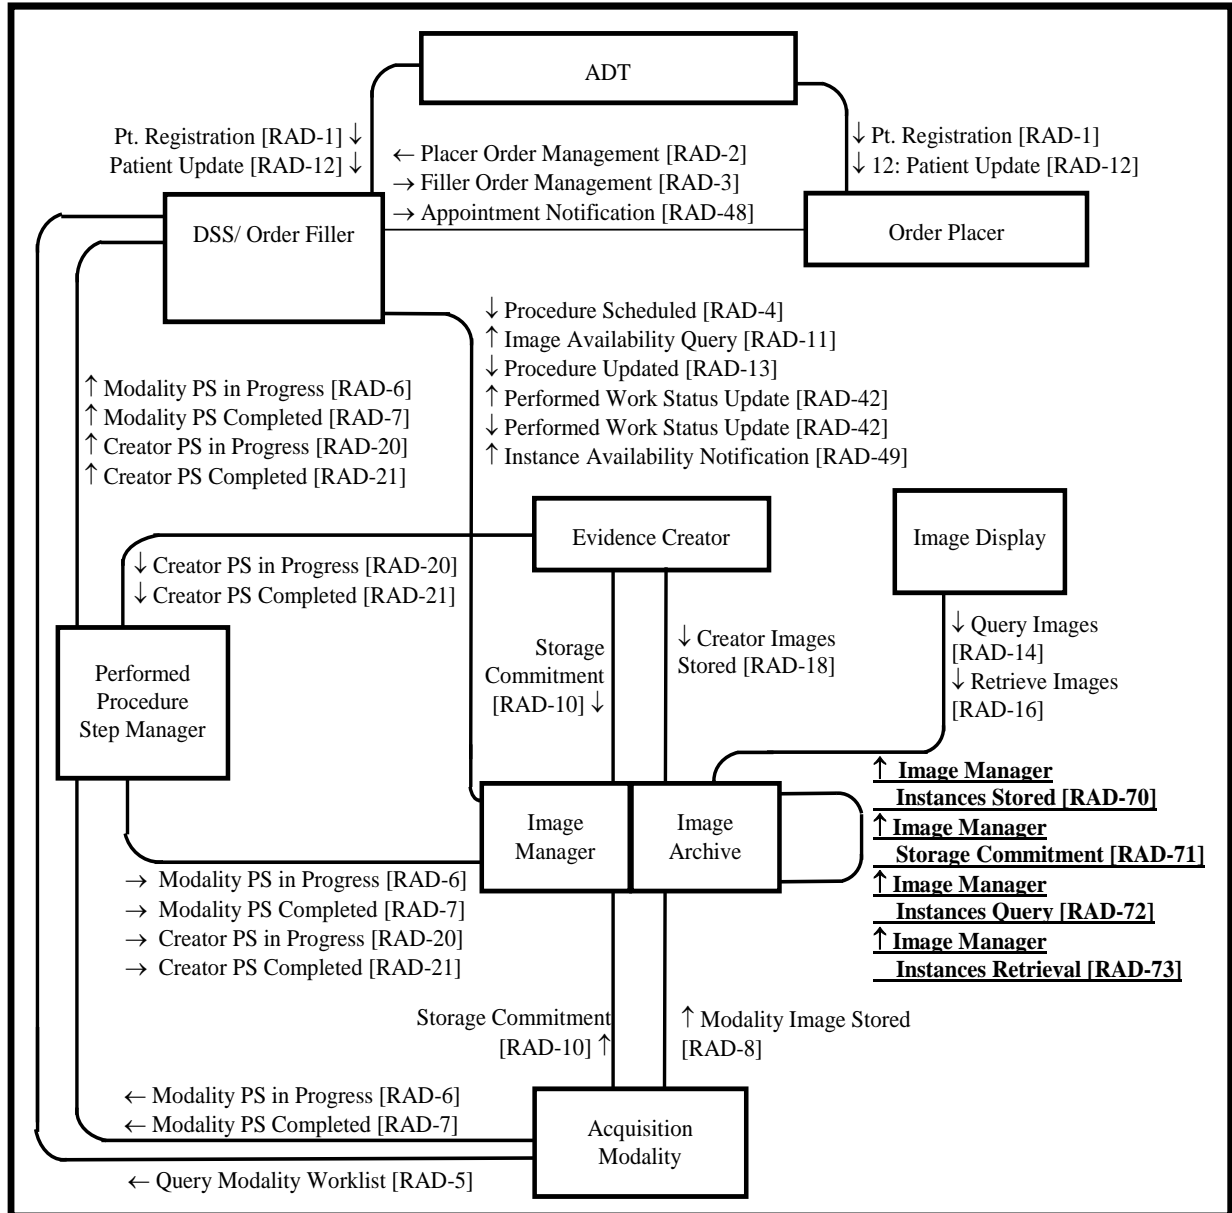 ADT
Pt. Registration [RAD-1] ↓
Patient Update [RAD-12] ↓
← Placer Order Management [RAD-2]
→ Filler Order Management [RAD-3]
→ Appointment Notification [RAD-48]
↓ Pt. Registration [RAD-1]
↓ 12: Patient Update [RAD-12]
DSS/ Order Filler
Order Placer
↓ Procedure Scheduled [RAD-4]
↑ Image Availability Query [RAD-11]
↓ Procedure Updated [RAD-13]
↑ Performed Work Status Update [RAD-42]
↓ Performed Work Status Update [RAD-42]
↑ Instance Availability Notification [RAD-49]
↑ Modality PS in Progress [RAD-6]
↑ Modality PS Completed [RAD-7]
↑ Creator PS in Progress [RAD-20]
↑ Creator PS Completed [RAD-21]
Evidence Creator
Image Display
↓ Creator PS in Progress [RAD-20]
↓ Creator PS Completed [RAD-21]
Storage
Commitment
[RAD-10] ↓
↓ Creator Images
Stored [RAD-18]
↓ Query Images
[RAD-14]
↓ Retrieve Images
[RAD-16]
Performed
Procedure
Step Manager
Image
Manager
Image
Archive
↑ Image Manager
Instances Stored [RAD-70]
↑ Image Manager
Storage Commitment [RAD-71]
↑ Image Manager
Instances Query [RAD-72]
↑ Image Manager
Instances Retrieval [RAD-73]
→ Modality PS in Progress [RAD-6]
→ Modality PS Completed [RAD-7]
→ Creator PS in Progress [RAD-20]
→ Creator PS Completed [RAD-21]
Storage Commitment
[RAD-10] ↑
↑ Modality Image Stored
[RAD-8]
← Modality PS in Progress [RAD-6]
← Modality PS Completed [RAD-7]
Acquisition
Modality
← Query Modality Worklist [RAD-5]